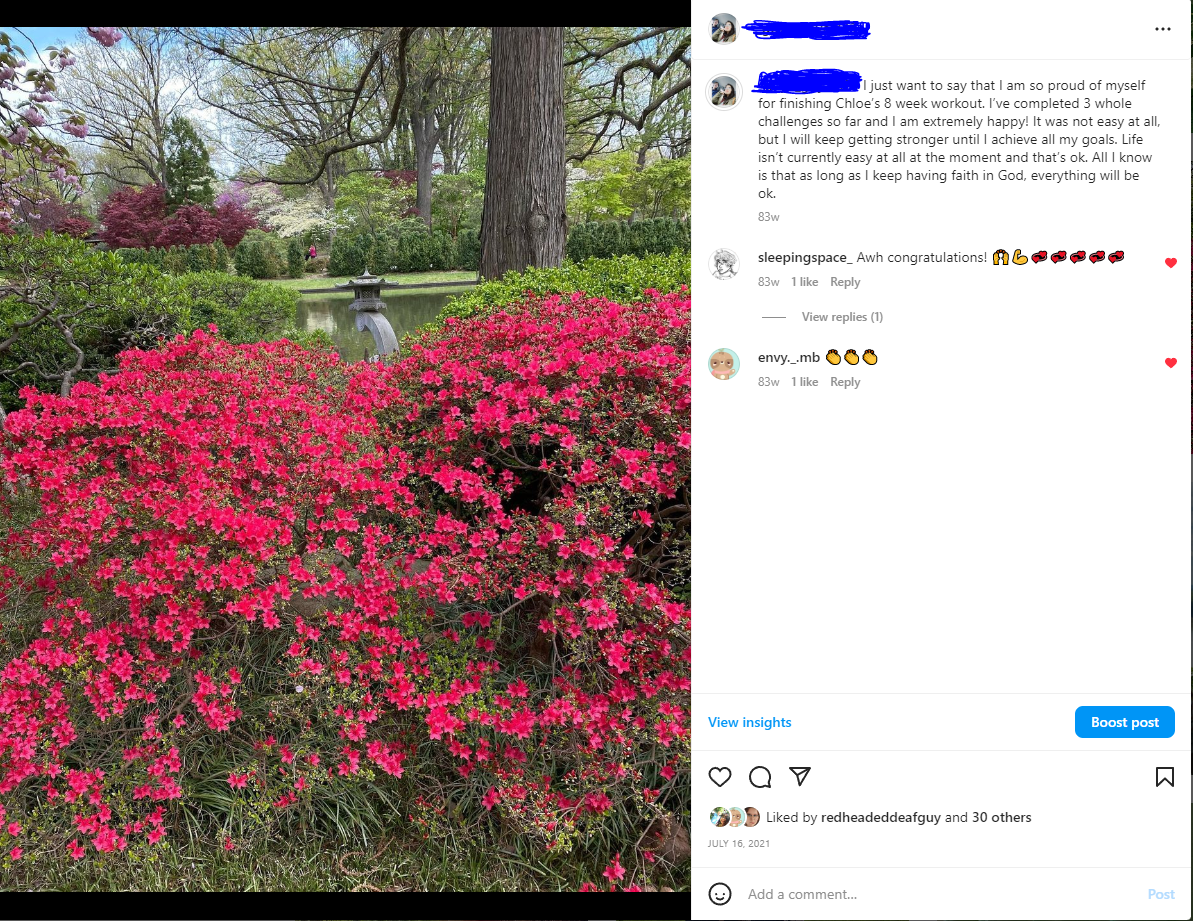 I just want to say that I am so proud of myself
for finishing Chloe's 8 week workout. I've completed 3 whole
challenges so far and I am extremely happy! It was not easy at all,
but I will keep getting stronger until I achieve all my goals. Life
isn't currently easy at all at the moment and that's ok. All I know
is that as long as I keep having faith in God, everything will be
ok.
83w
sleepingspace_ Awh congratulations! 🙌💪💞💞💞💞💞
83w 1 like Reply
View replies (1)
envy._.mb 👏👏👏
83w 1 like Reply
View insights
Boost post
Liked by redheadeddeafguy and 30 others
JULY 16, 2021
Add a comment...
Post